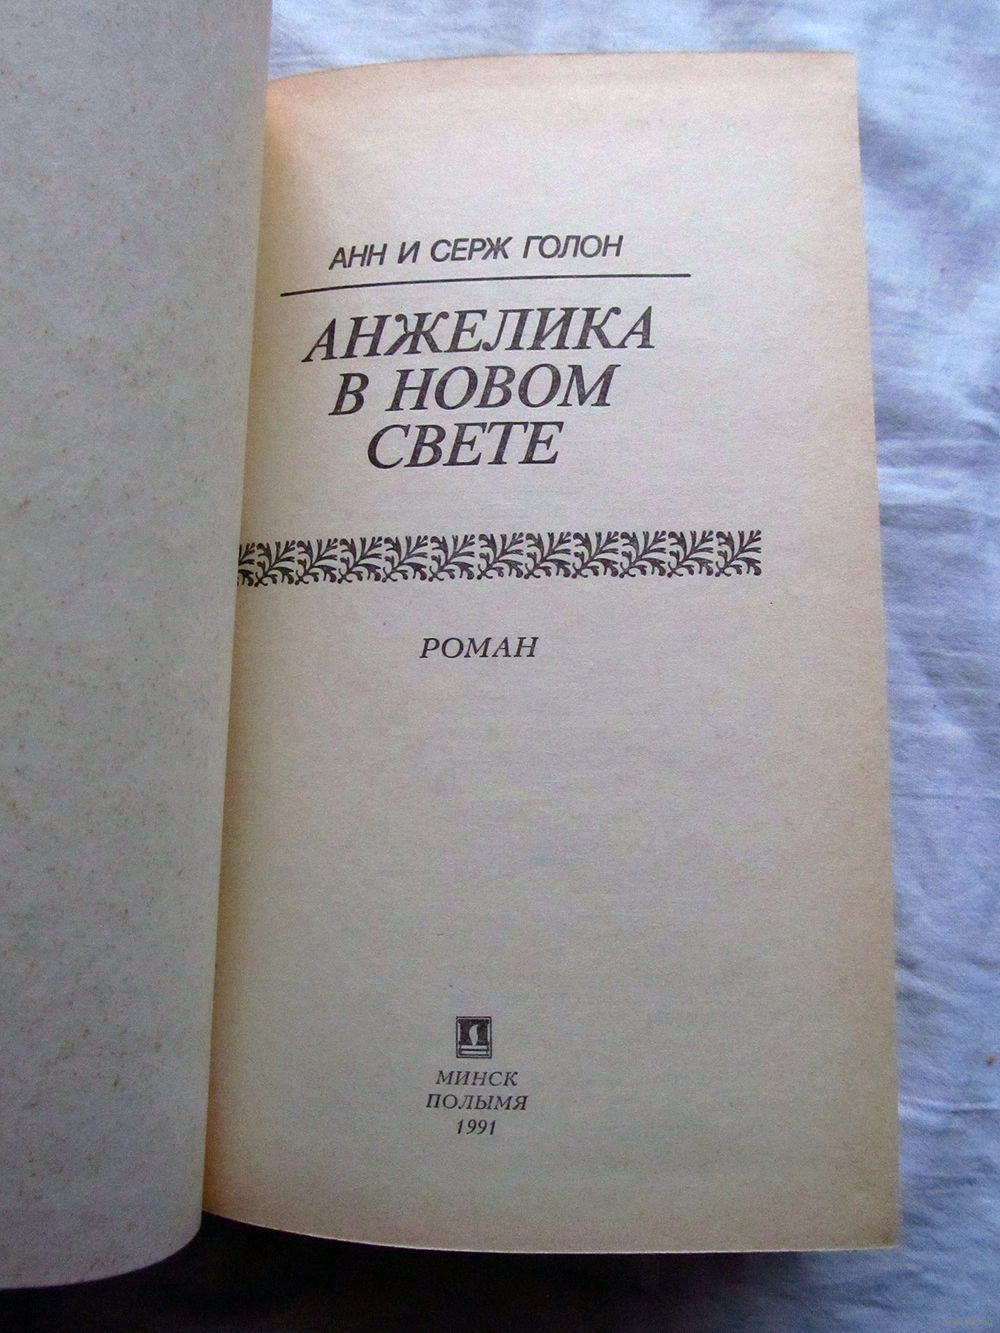 АНН И СЕРЖ ГОЛОН
АНЖЕЛИКА
В НОВОМ
СВЕТЕ
РОМАН
МИНСК
ПОЛЫМЯ
1991